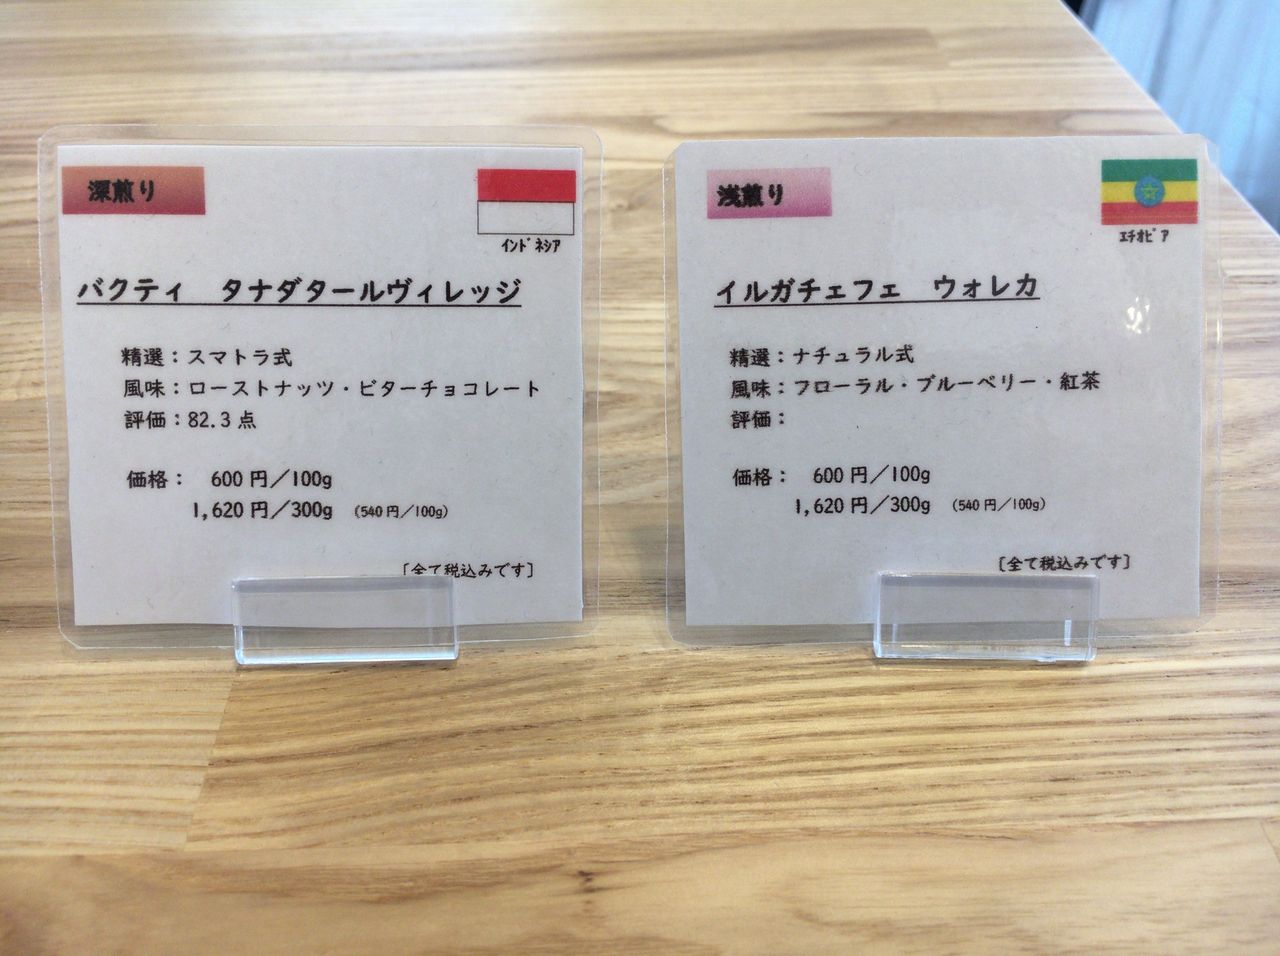 深煎り
インドネシア
バクティ　タナダタールヴィレッジ
精選：スマトラ式
風味：ローストナッツ・ビターチョコレート
評価：82.3点
価格：　600円／100g
1,620円／300g　（540円／100g）
［全て税込みです］
浅煎り
エチオピア
イルガチェフェ　ウォレカ
精選：ナチュラル式
風味：フローラル・ブルーベリー・紅茶
評価：
価格：　600円／100g
1,620円／300g　（540円／100g）
［全て税込みです］